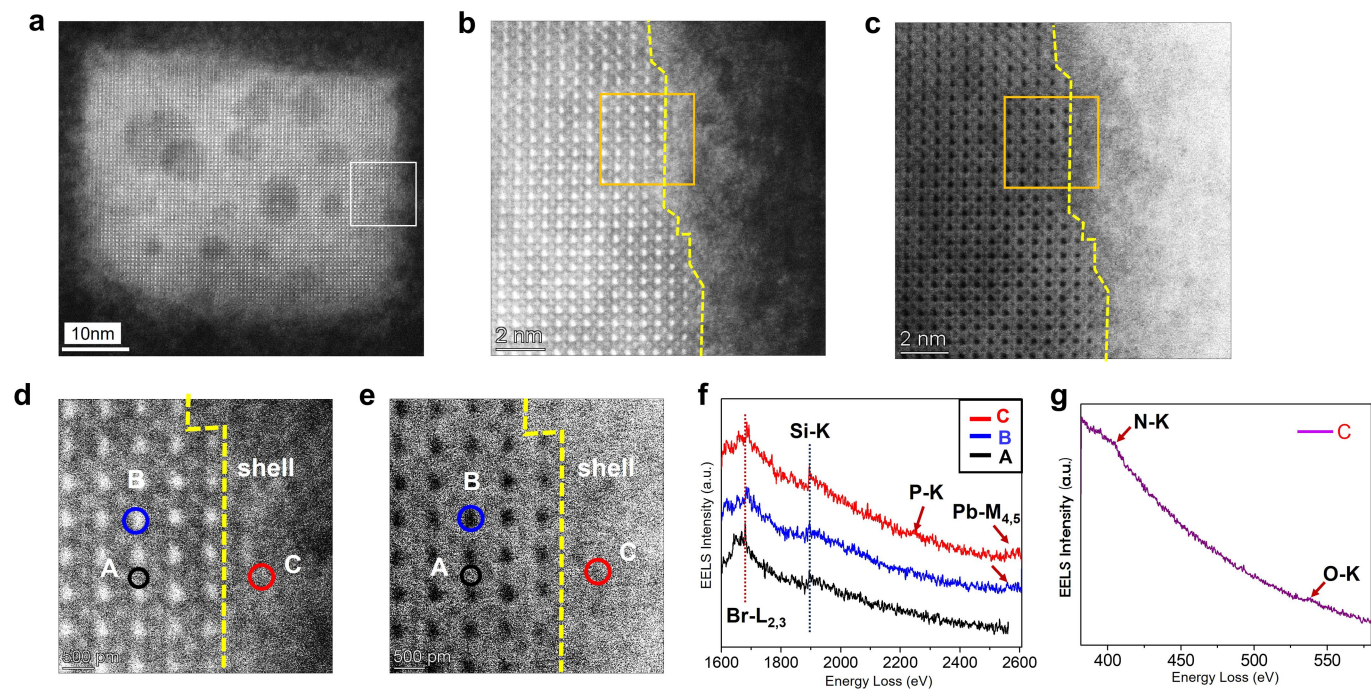 a
b
c
10nm
2 nm
2 nm
d
e
f
g
B
shell
A
C
500 pm
B
shell
A
C
500 pm
C
B
A
Si-K
P-K
Pb-M4,5
Br-L2,3
EELS Intensity (a.u.)
1600 1800 2000 2200 2400 2600
Energy Loss (eV)
N-K
C
O-K
EELS Intensity (a.u.)
400 450 500 550
Energy Loss (eV)